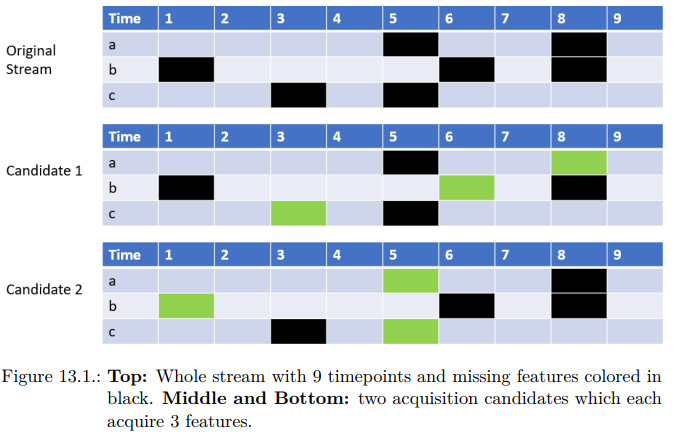 Original Stream
Time 1 2 3 4 5 6 7 8 9
a
b
c
Candidate 1
Time 1 2 3 4 5 6 7 8 9
a
b
c
Candidate 2
Time 1 2 3 4 5 6 7 8 9
a
b
c
Figure 13.1.: Top: Whole stream with 9 timepoints and missing features colored in
black. Middle and Bottom: two acquisition candidates which each
acquire 3 features.